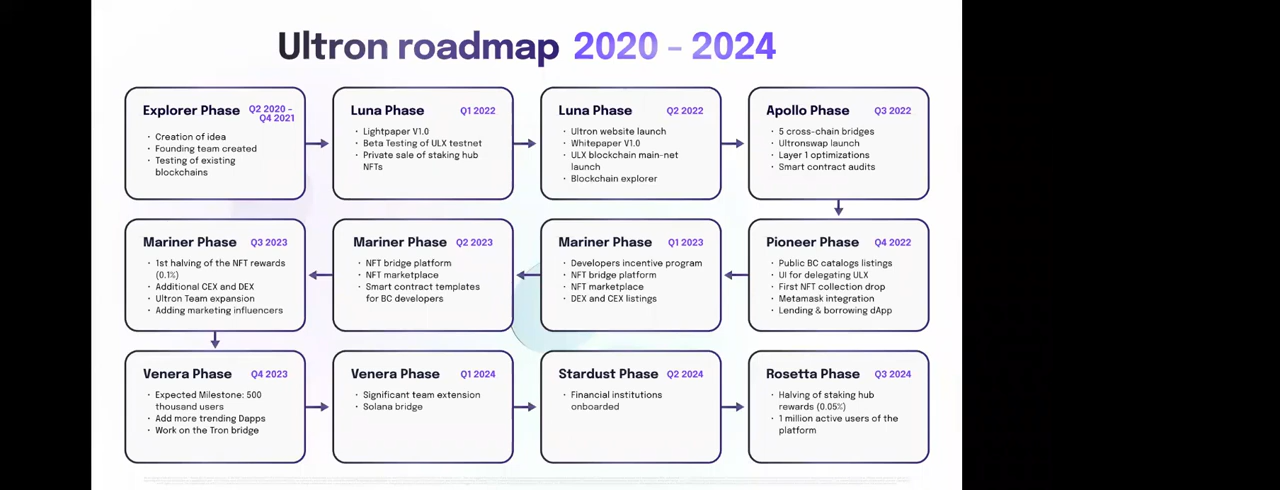 Ultron roadmap 2020 - 2024
Explorer Phase Q2 2020 -
Q4 2021
· Creation of idea
· Founding team created
· Testing of existing
blockchains
Luna Phase Q1 2022
· Lightpaper V1.0
· Beta Testing of ULX testnet
· Private sale of staking hub
NFTs
Luna Phase Q2 2022
· Ultron website launch
· Whitepaper V1.0
· ULX blockchain main-net
launch
· Blockchain explorer
Apollo Phase Q3 2022
· 5 cross-chain bridges
· Ultronswap launch
· Layer 1 optimizations
· Smart contract audits
Pioneer Phase Q4 2022
· Public BC catalogs listings
· UI for delegating ULX
· First NFT collection drop
· Metamask integration
· Lending & borrowing dApp
Mariner Phase Q1 2023
· Developers incentive program
· NFT bridge platform
· NFT marketplace
· DEX and CEX listings
Mariner Phase Q2 2023
· NFT bridge platform
· NFT marketplace
· Smart contract templates
for BC developers
Mariner Phase Q3 2023
· 1st halving of the NFT rewards
(0.1%)
· Additional CEX and DEX
· Ultron Team expansion
· Adding marketing influencers
Venera Phase Q4 2023
· Expected Milestone: 500
thousand users
· Add more trending Dapps
· Work on the Tron bridge
Venera Phase Q1 2024
· Significant team extension
· Solana bridge
Stardust Phase Q2 2024
· Financial institutions
onboarded
Rosetta Phase Q3 2024
· Halving of staking hub
rewards (0.05%)
· 1 million active users of the
platform